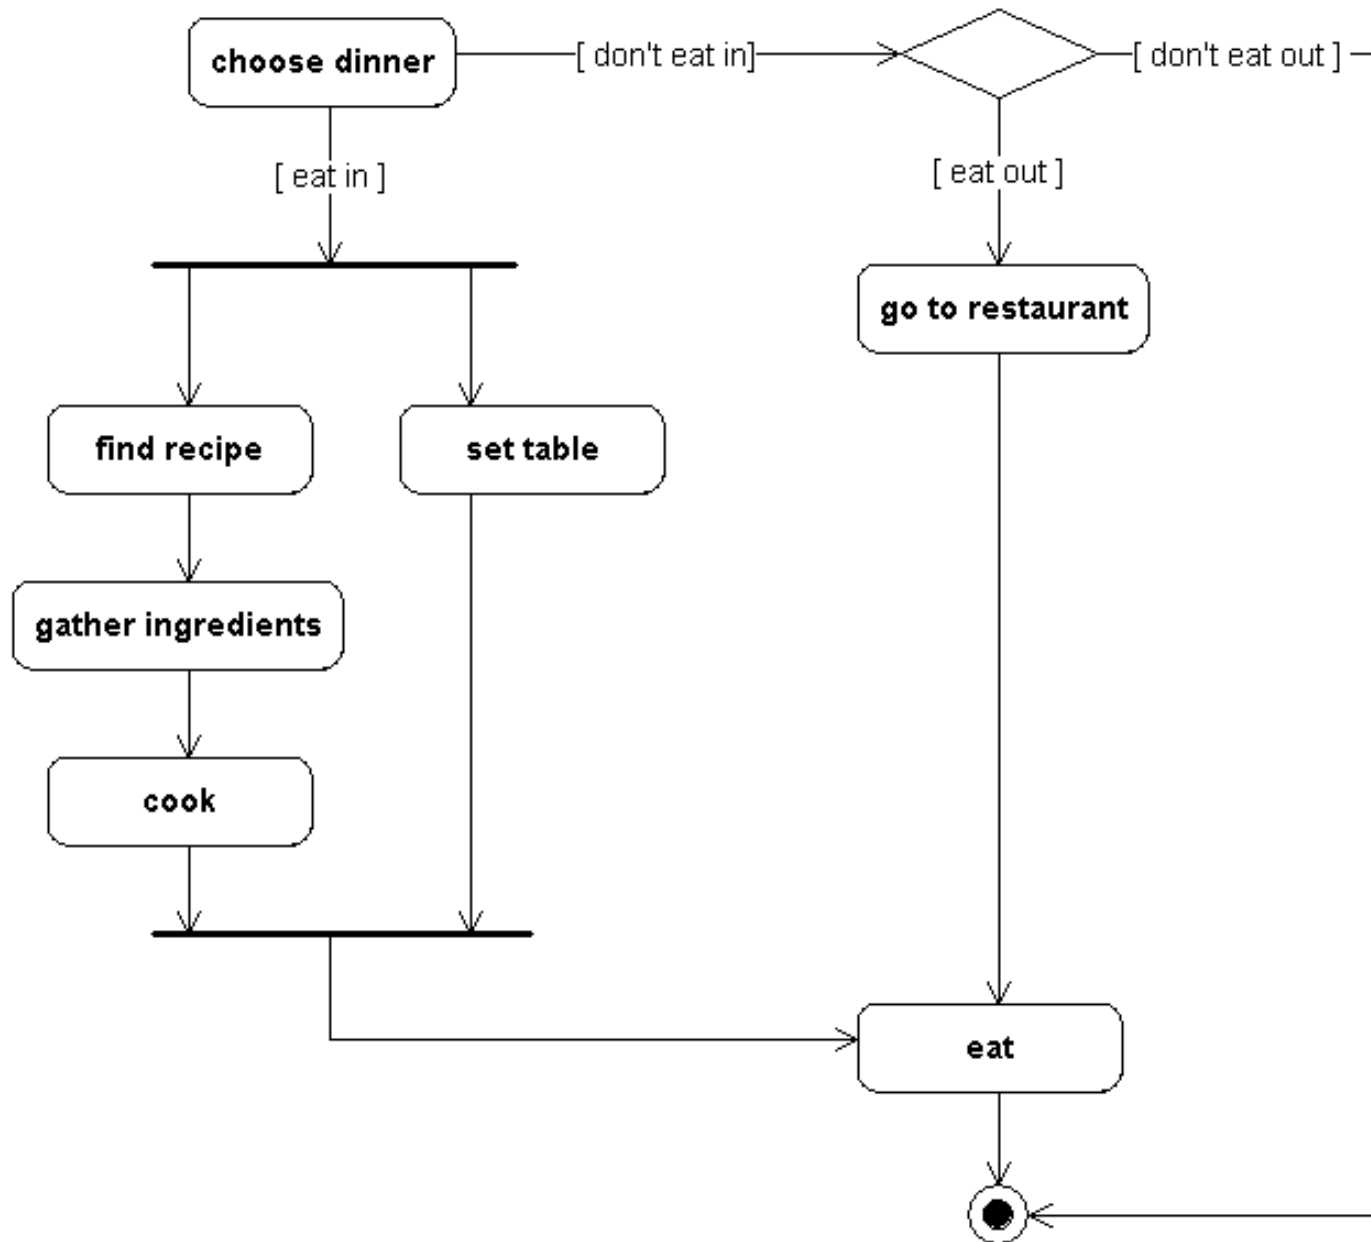 choose dinner
[ don't eat in]
[ don't eat out ]
[ eat in ]
[ eat out ]
go to restaurant
find recipe
set table
gather ingredients
cook
eat